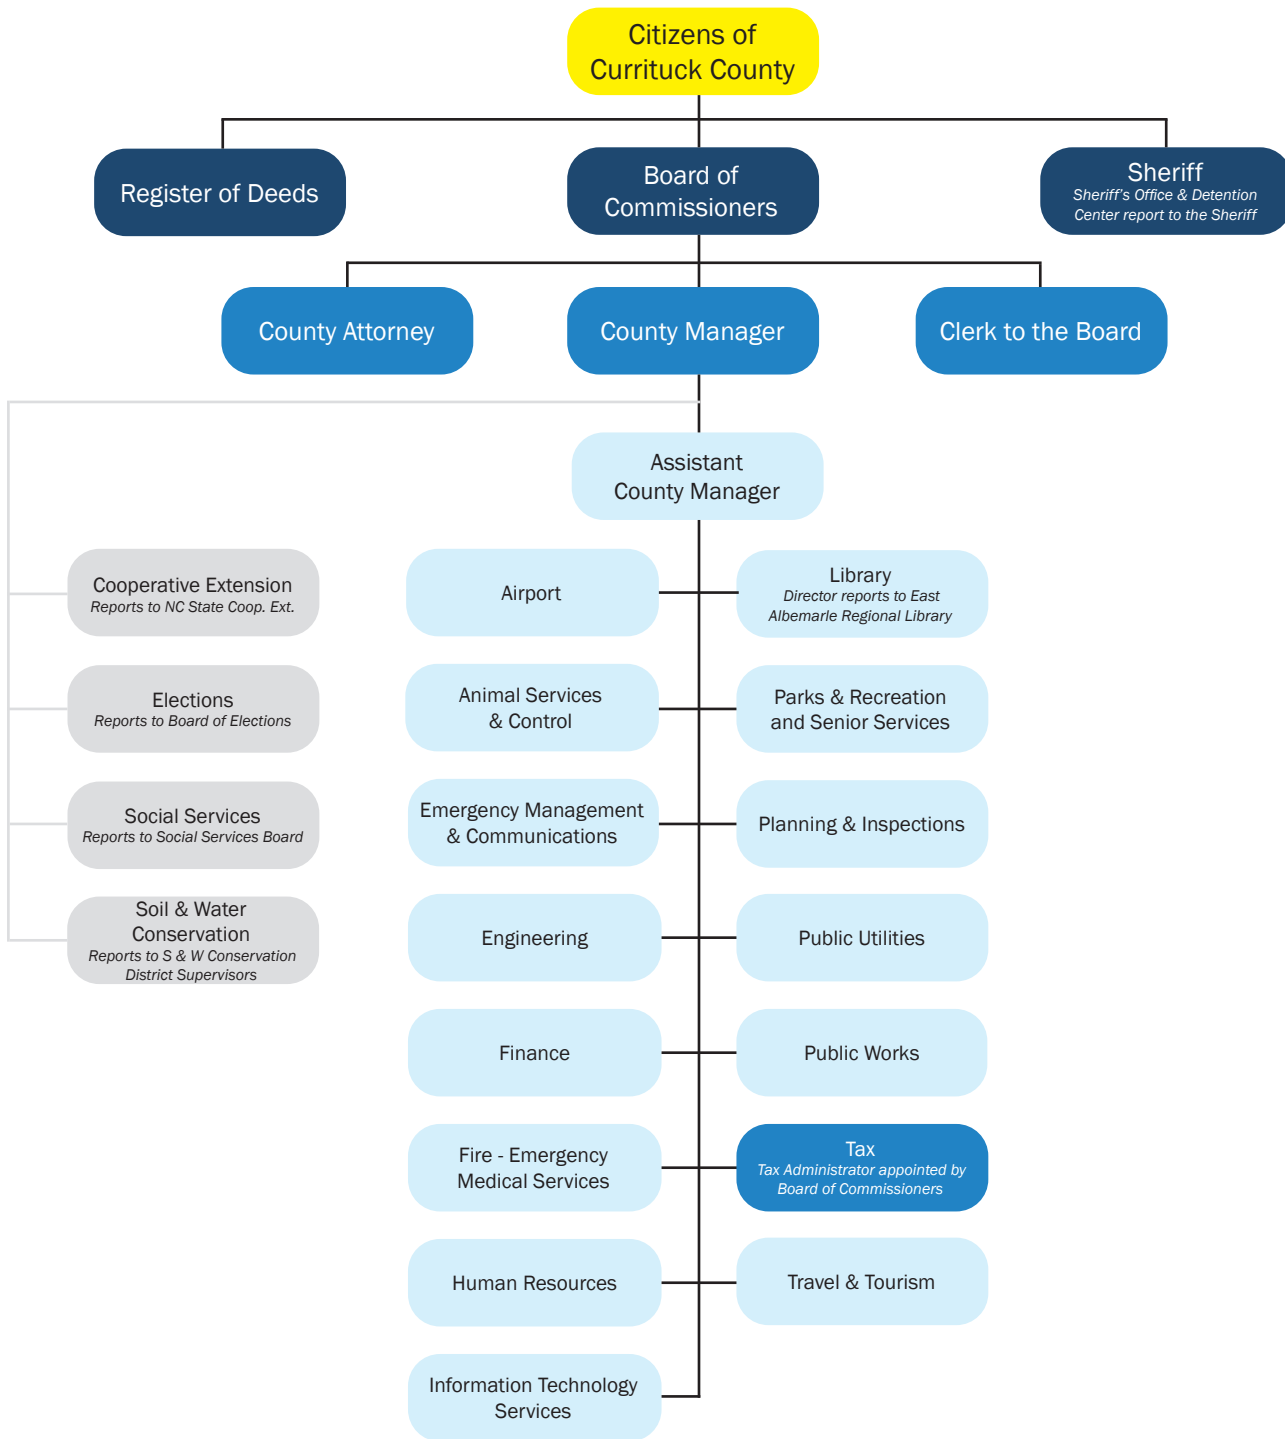 Citizens of
Currituck County
Register of Deeds
Board of
Commissioners
Sheriff
Sheriff's Office & Detention
Center report to the Sheriff
County Attorney
County Manager
Clerk to the Board
Assistant
County Manager
Cooperative Extension
Reports to NC State Coop. Ext.
Elections
Reports to Board of Elections
Social Services
Reports to Social Services Board
Soil & Water
Conservation
Reports to S & W Conservation
District Supervisors
Airport
Animal Services
& Control
Emergency Management
& Communications
Engineering
Finance
Fire - Emergency
Medical Services
Human Resources
Information Technology
Services
Library
Director reports to East
Albemarle Regional Library
Parks & Recreation
and Senior Services
Planning & Inspections
Public Utilities
Public Works
Tax
Tax Administrator appointed by
Board of Commissioners
Travel & Tourism